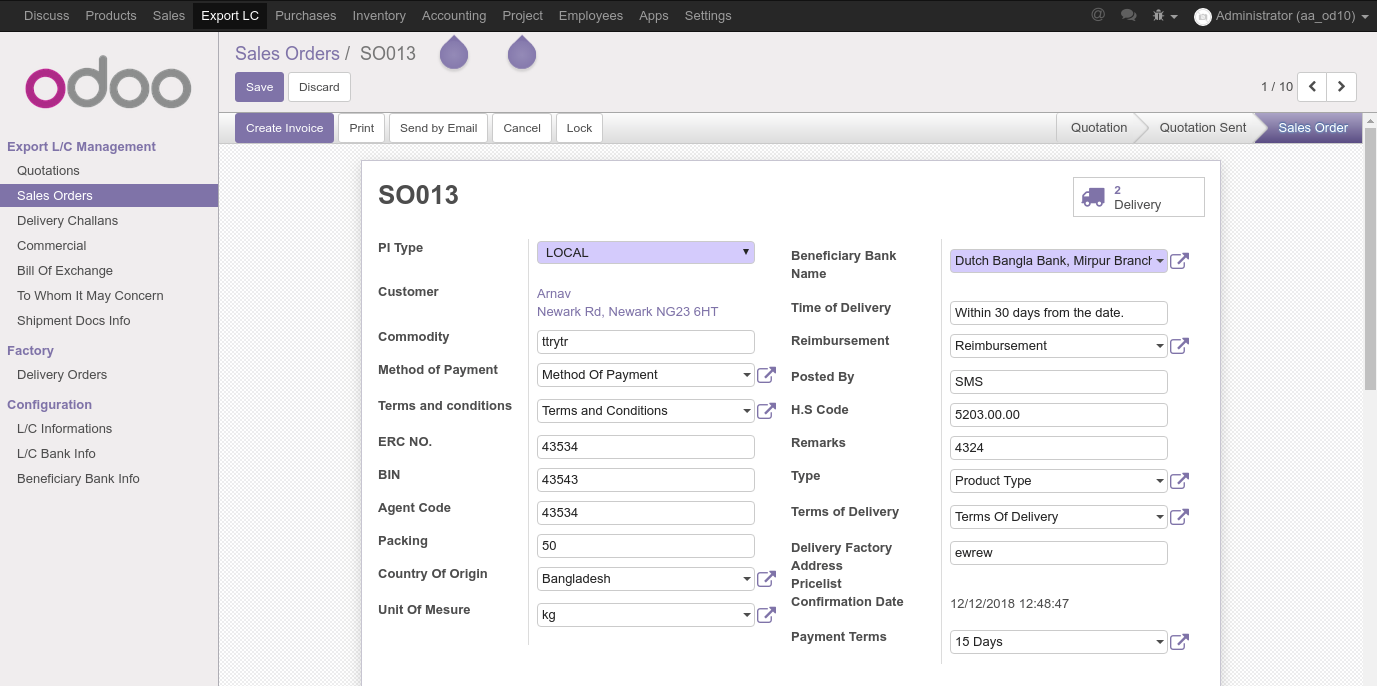 Discuss Products Sales Export LC Purchases Inventory Accounting Project Employees Apps Settings @ Administrator (aa_od10)
odoo
Export L/C Management
Quotations
Sales Orders
Delivery Challans
Commercial
Bill Of Exchange
To Whom It May Concern
Shipment Docs Info
Factory
Delivery Orders
Configuration
L/C Informations
L/C Bank Info
Beneficiary Bank Info
Sales Orders / SO013
Save Discard 1 / 10
Create Invoice Print Send by Email Cancel Lock Quotation Quotation Sent Sales Order
SO013
2
Delivery
PI Type LOCAL
Customer Arnav
Newark Rd, Newark NG23 6HT
Commodity ttrytr
Method of Payment Method Of Payment
Terms and conditions Terms and Conditions
ERC NO. 43534
BIN 43543
Agent Code 43534
Packing 50
Country Of Origin Bangladesh
Unit Of Mesure kg
Beneficiary Bank
Name Dutch Bangla Bank, Mirpur Branch
Time of Delivery Within 30 days from the date.
Reimbursement Reimbursement
Posted By SMS
H.S Code 5203.00.00
Remarks 4324
Type Product Type
Terms of Delivery Terms Of Delivery
Delivery Factory
Address ewrew
Pricelist
Confirmation Date 12/12/2018 12:48:47
Payment Terms 15 Days